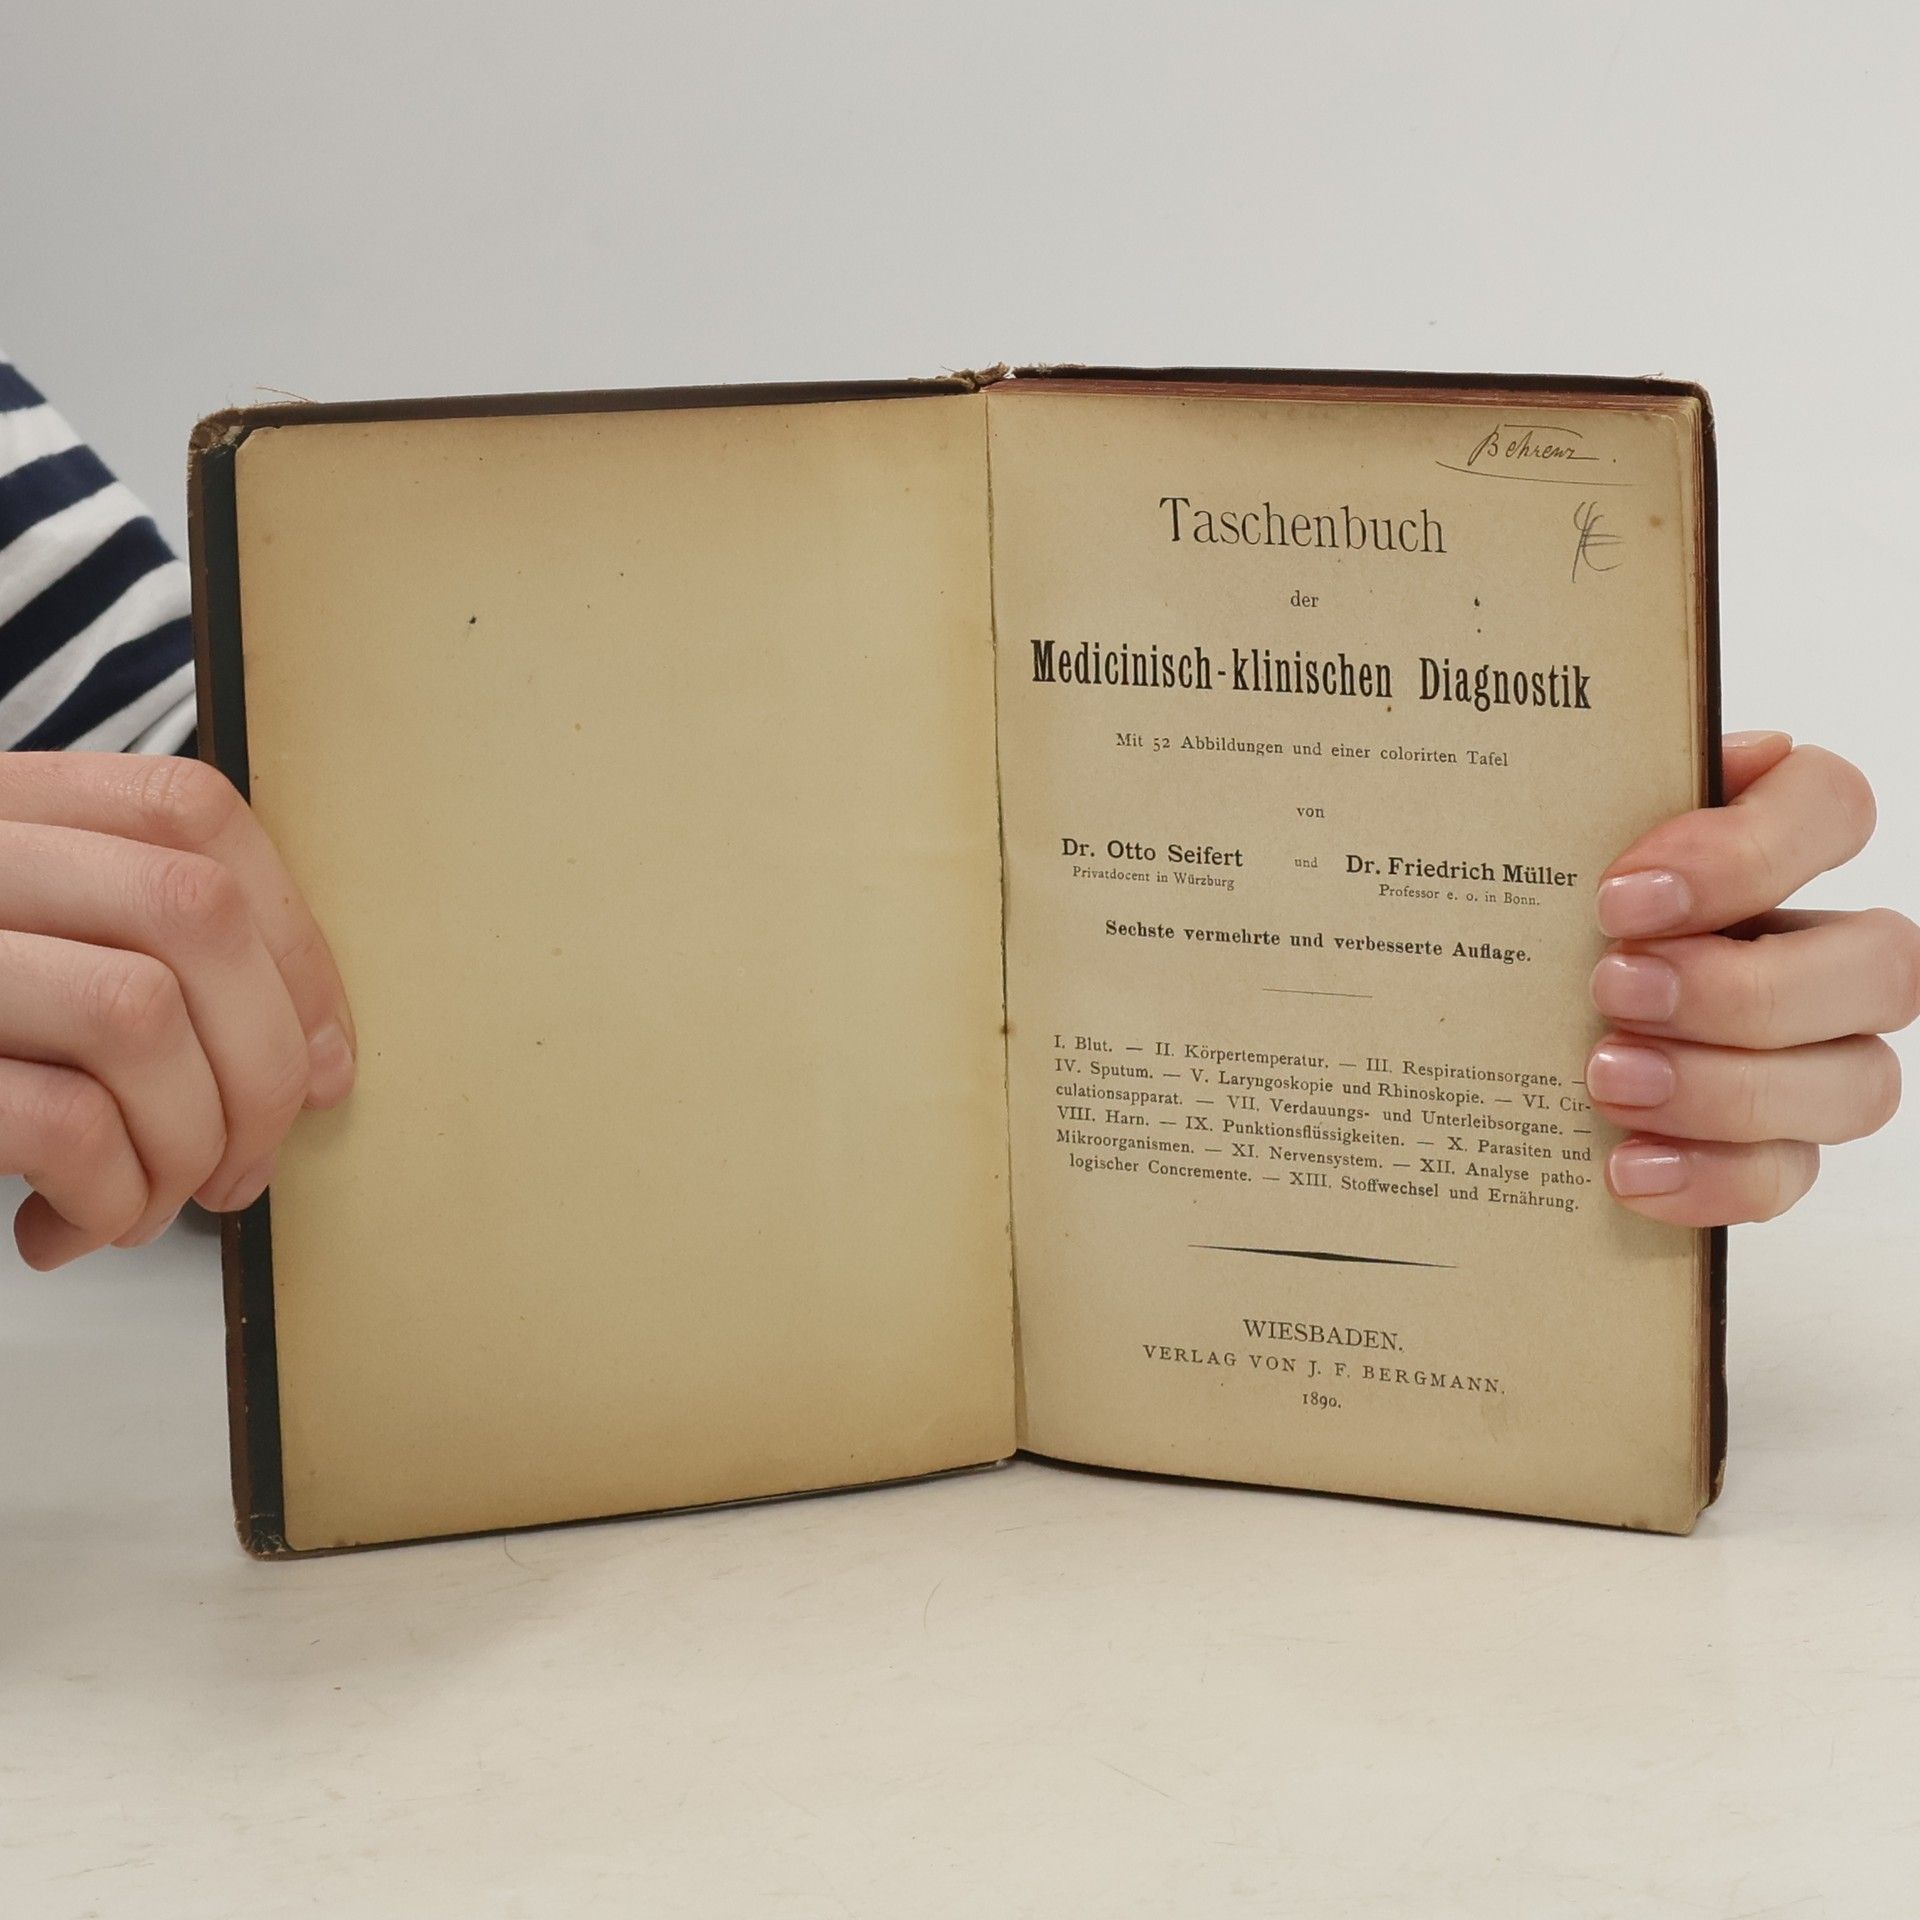 Behrenz.
Taschenbuch
4€
der
Medicinisch-klinischen Diagnostik
Mit 52 Abbildungen und einer colorirten Tafel
von
Dr. Otto Seifert und Dr. Friedrich Müller
Privatdocent in Würzburg Professor e. o. in Bonn.
Sechste vermehrte und verbesserte Auflage.
I. Blut. — II. Körpertemperatur. — III. Respirationsorgane. —
IV. Sputum. — V. Laryngoskopie und Rhinoskopie. — VI. Cir-
culationsapparat. — VII. Verdauungs- und Unterleibsorgane. —
VIII. Harn. — IX. Punktionsflüssigkeiten. — X. Parasiten und
Mikroorganismen. — XI. Nervensystem. — XII. Analyse patho-
logischer Concremente. — XIII. Stoffwechsel und Ernährung.
WIESBADEN.
VERLAG VON J. F. BERGMANN.
1890.